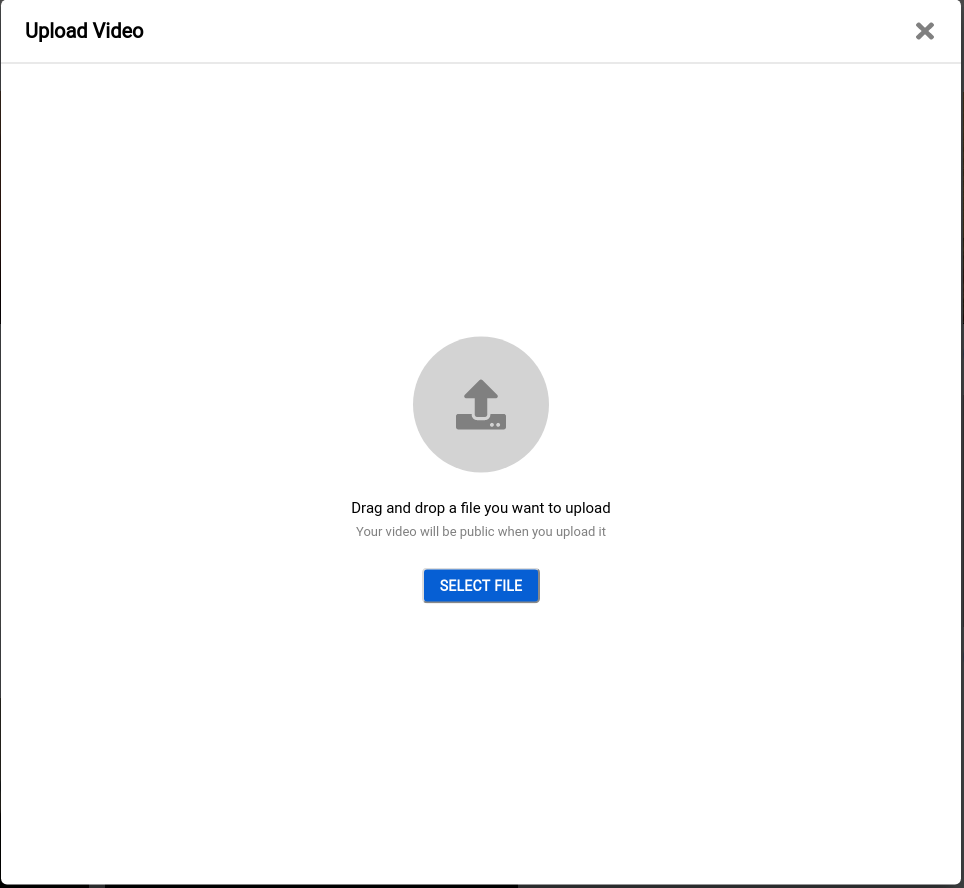 Upload Video
Drag and drop a file you want to upload
Your video will be public when you upload it
SELECT FILE